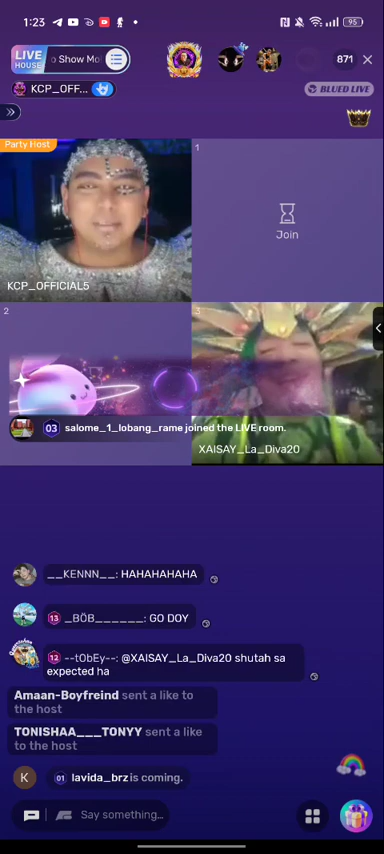 1:23
95
LIVE
HOUSE
o Show Mo
871
KCP_OFF...
BLUED LIVE
Party Host
1
Join
KCP_OFFICIAL5
2
3
03 salome_1_lobang_rame joined the LIVE room.
XAISAY_La_Diva20
__KENNN__: HAHAHAHAHA
13 _BÖB______: GO DOY
12 --tObEy--: @XAISAY_La_Diva20 shutah sa
expected ha
Amaan-Boyfreind sent a like to
the host
TONISHAA___TONYY sent a like
to the host
K
01 lavida_brz is coming.
Say something...